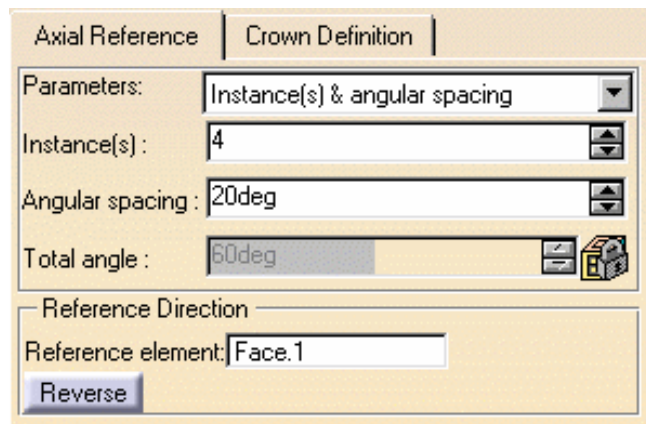 Axial Reference Crown Definition
Parameters: Instance(s) & angular spacing
Instance(s) : 4
Angular spacing : 20deg
Total angle : 60deg
Reference Direction
Reference element: Face.1
Reverse